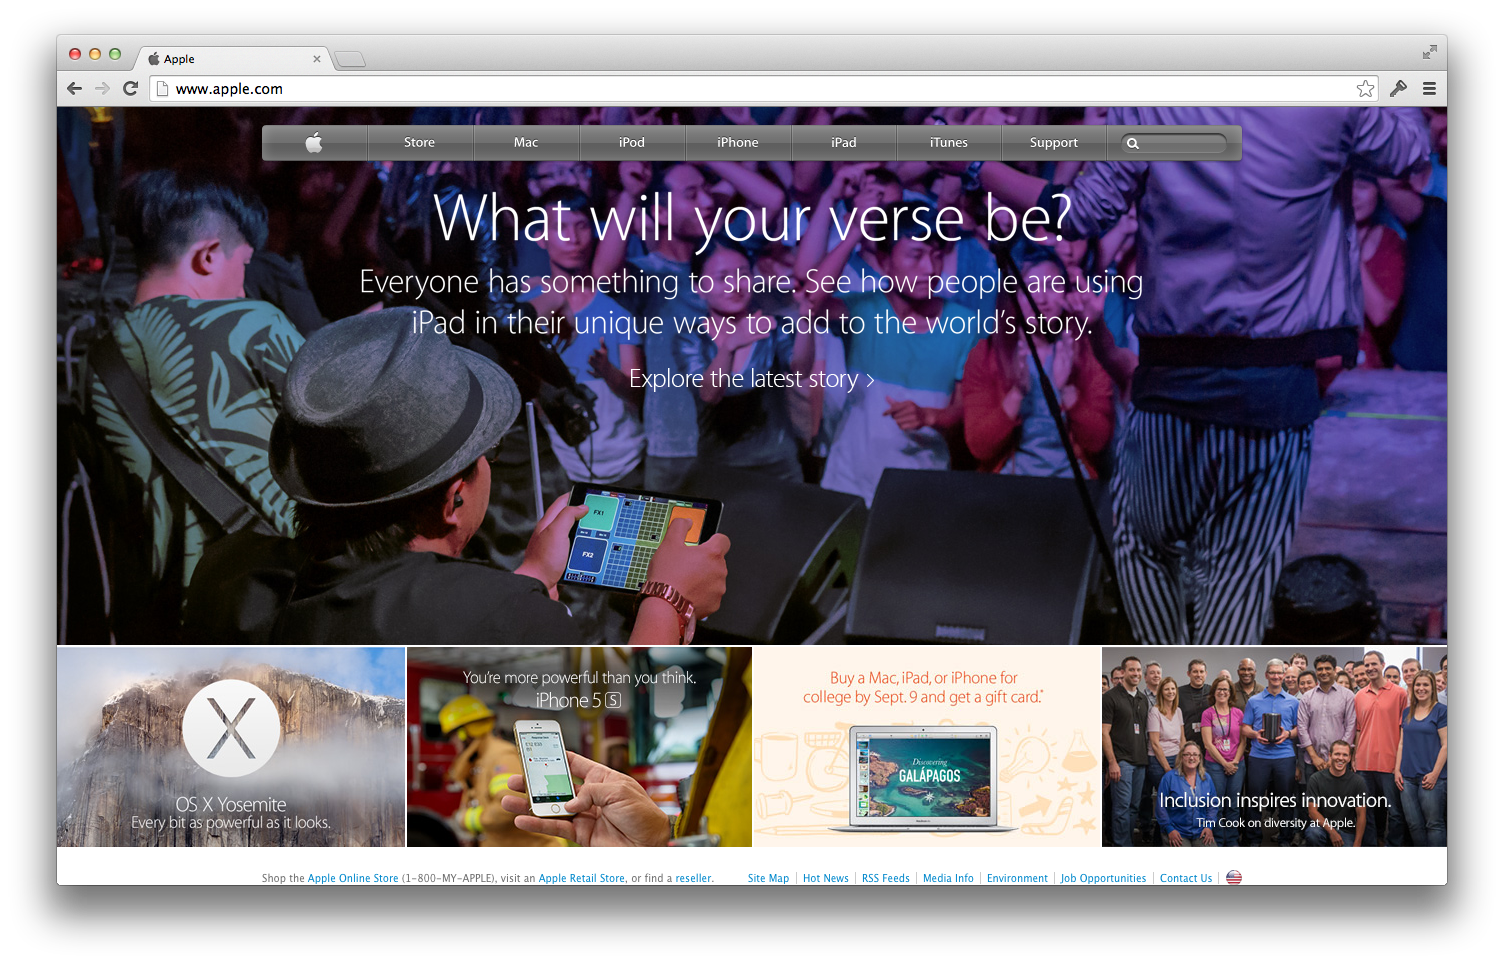 Apple
www.apple.com
Store Mac iPod iPhone iPad iTunes Support
What will your verse be?
Everyone has something to share. See how people are using
iPad in their unique ways to add to the world's story.
Explore the latest story >
FX1
FX2
OS X Yosemite
Every bit as powerful as it looks.
You're more powerful than you think.
iPhone 5 S
Buy a Mac, iPad, or iPhone for
college by Sept. 9 and get a gift card.*
Discovering
GALÁPAGOS
Inclusion inspires innovation.
Tim Cook on diversity at Apple.
Shop the Apple Online Store (1-800-MY-APPLE), visit an Apple Retail Store, or find a reseller.
Site Map | Hot News | RSS Feeds | Media Info | Environment | Job Opportunities | Contact Us |